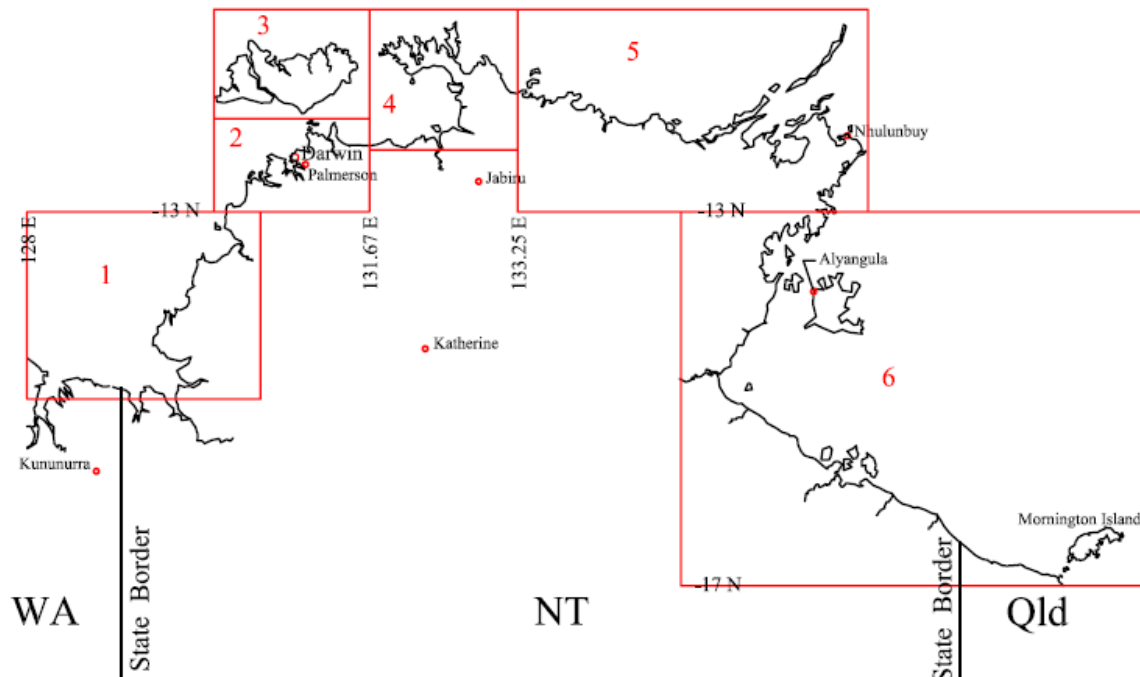 3
5
4
2
Darwin
Palmerson
Nhulunbuy
Jabiru
-13 N
-13 N
128 E
131.67 E
133.25 E
1
Alyangula
Katherine
6
Kununurra
Mornington Island
State Border
State Border
-17 N
WA
NT
Qld